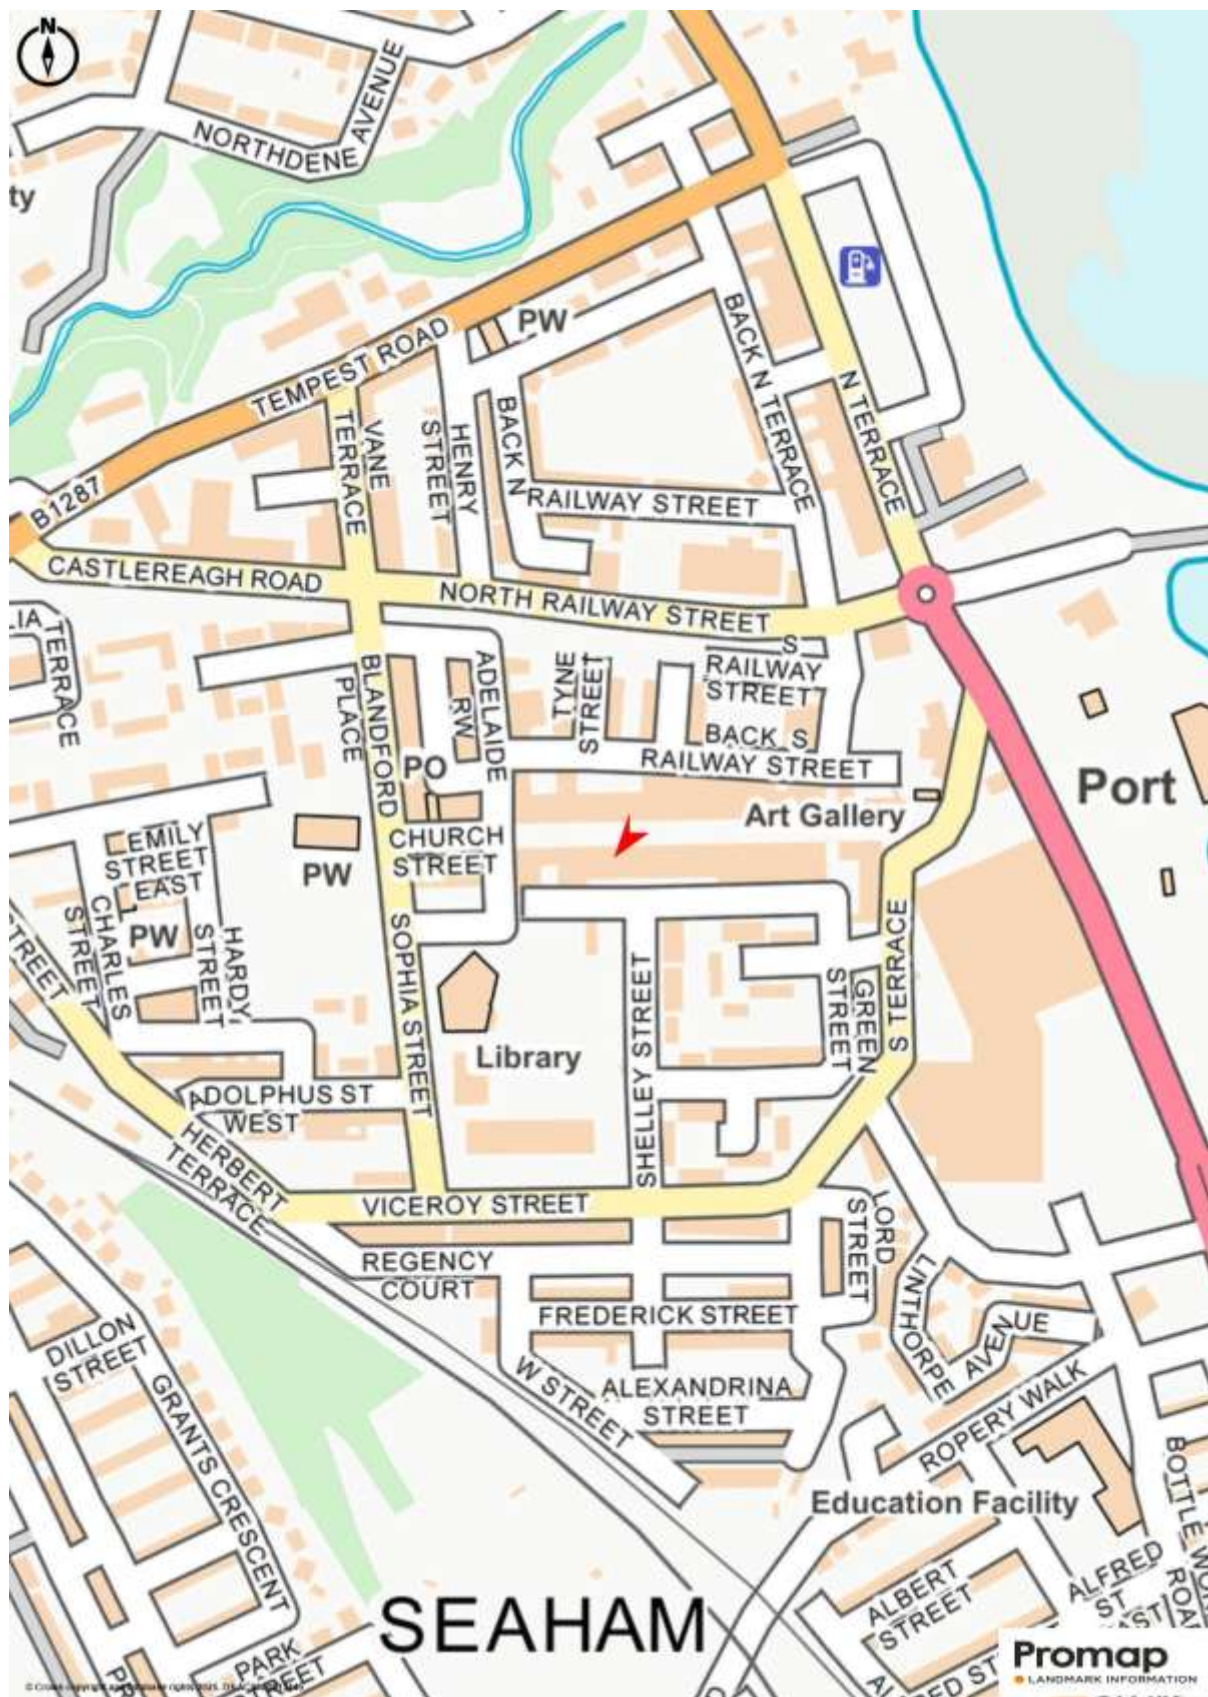 N
NORTHDENE
AVENUE
ty
PW
TEMPEST ROAD
BACK N TERRACE
N TERRACE
VANE
TERRACE
HENRY
STREET
BACK N
RAILWAY STREET
B1287
CASTLEREAGH ROAD
NORTH RAILWAY STREET
LIA TERRACE
S
RAILWAY
STREET
TYNE
STREET
ADELAIDE
RW
BLANDFORD
PLACE
BACK S
RAILWAY STREET
PO
Port
Art Gallery
EMILY
STREET
EAST
CHURCH
STREET
PW
PW
CHARLES
STREET
HARDY
STREET
STREET
SOPHIA STREET
SHELLEY STREET
GREEN
STREET
S TERRACE
Library
ADOLPHUS ST
WEST
HERBERT
TERRACE
VICEROY STREET
LORD
STREET
REGENCY
COURT
LINTHORPE
AVENUE
FREDERICK STREET
DILLON
STREET
W STREET
ALEXANDRINA
STREET
GRANTS CRESCENT
ROPERY WALK
Education Facility
ALBERT
STREET
ALFRED
ST
SEAHAM
PARK
STREET
Promap
LANDMARK INFORMATION